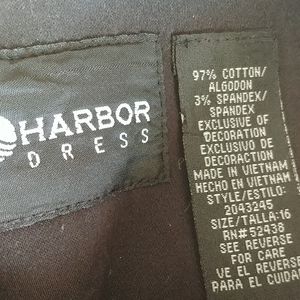 HARBOR
DRESS
97% COTTON/
ALGODON
3% SPANDEX/
SPANDEX
EXCLUSIVE OF
DECORATION
EXCLUSIVO DE
DECORACTION
MADE IN VIETNAM
HECHO EN VIETNAM
STYLE/ESTILO:
2043245
SIZE/TALLA:16
RN#52438
SEE REVERSE
FOR CARE
VE EL REVERSE
PARA EL CUIDA